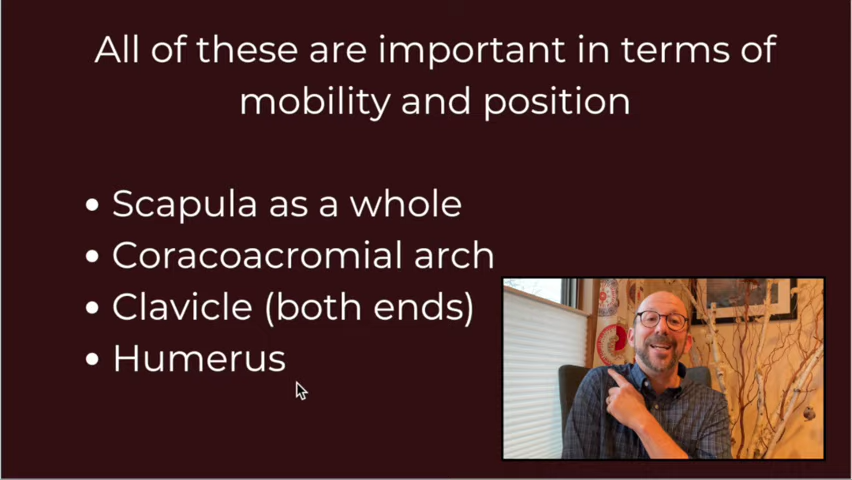 All of these are important in terms of
mobility and position
• Scapula as a whole
• Coracoacromial arch
• Clavicle (both ends)
• Humerus